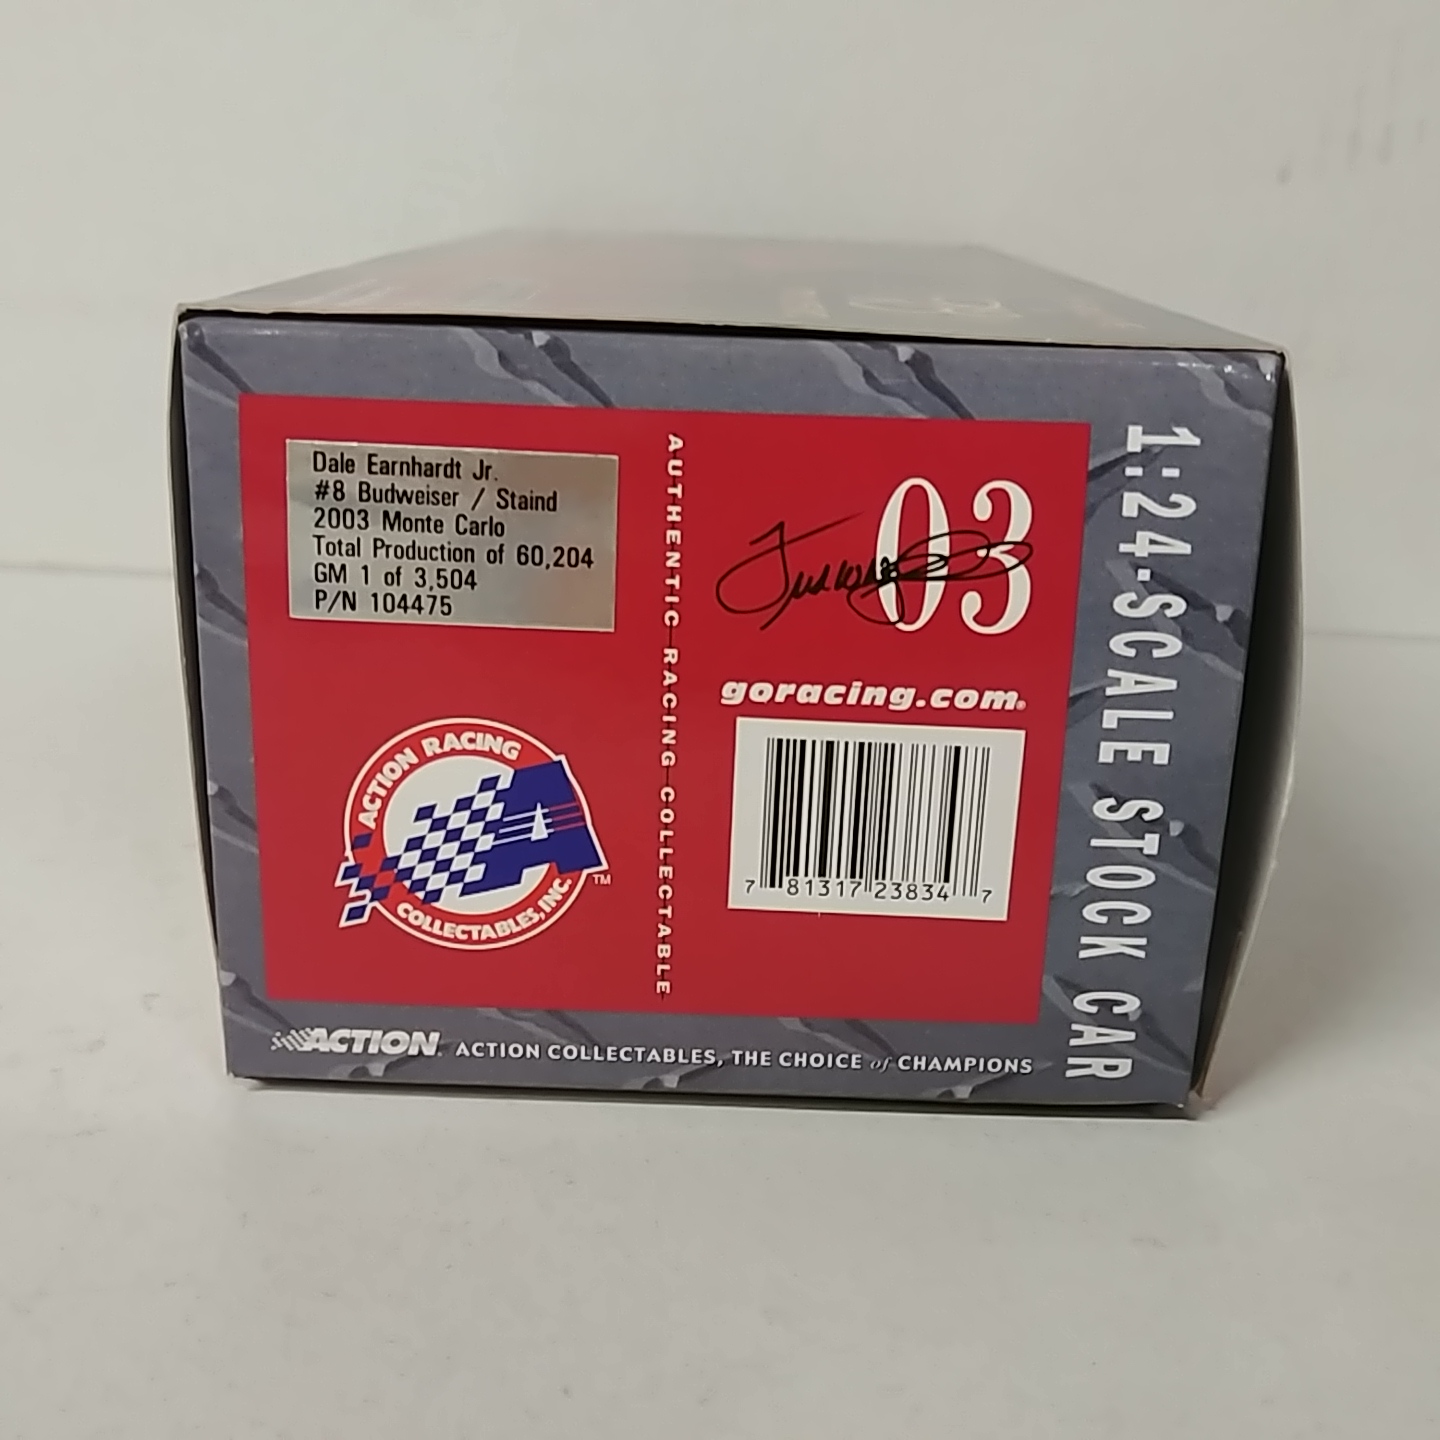 Dale Earnhardt Jr.
#8 Budweiser / Staind
2003 Monte Carlo
Total Production of 60,204
GM 1 of 3,504
P/N 104475
AUTHENTIC RACING COLLECTABLE
03
goracing.com®
7 81317 23834 7
ACTION RACING
COLLECTABLES, INC.
TM
1:24-SCALE STOCK CAR
ACTION. ACTION COLLECTABLES, THE CHOICE of CHAMPIONS